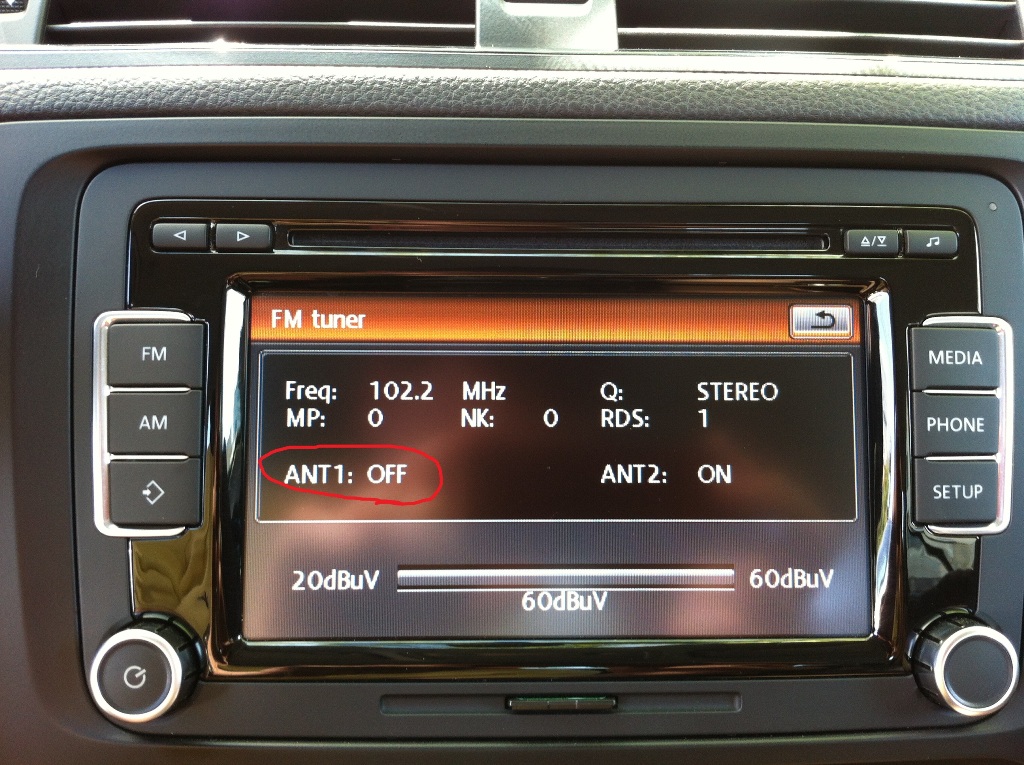 FM tuner
FM
AM
Freq: 102.2 MHz Q: STEREO
MP: 0 NK: 0 RDS: 1
ANT1: OFF ANT2: ON
20dBuV 60dBuV
60dBuV
MEDIA
PHONE
SETUP